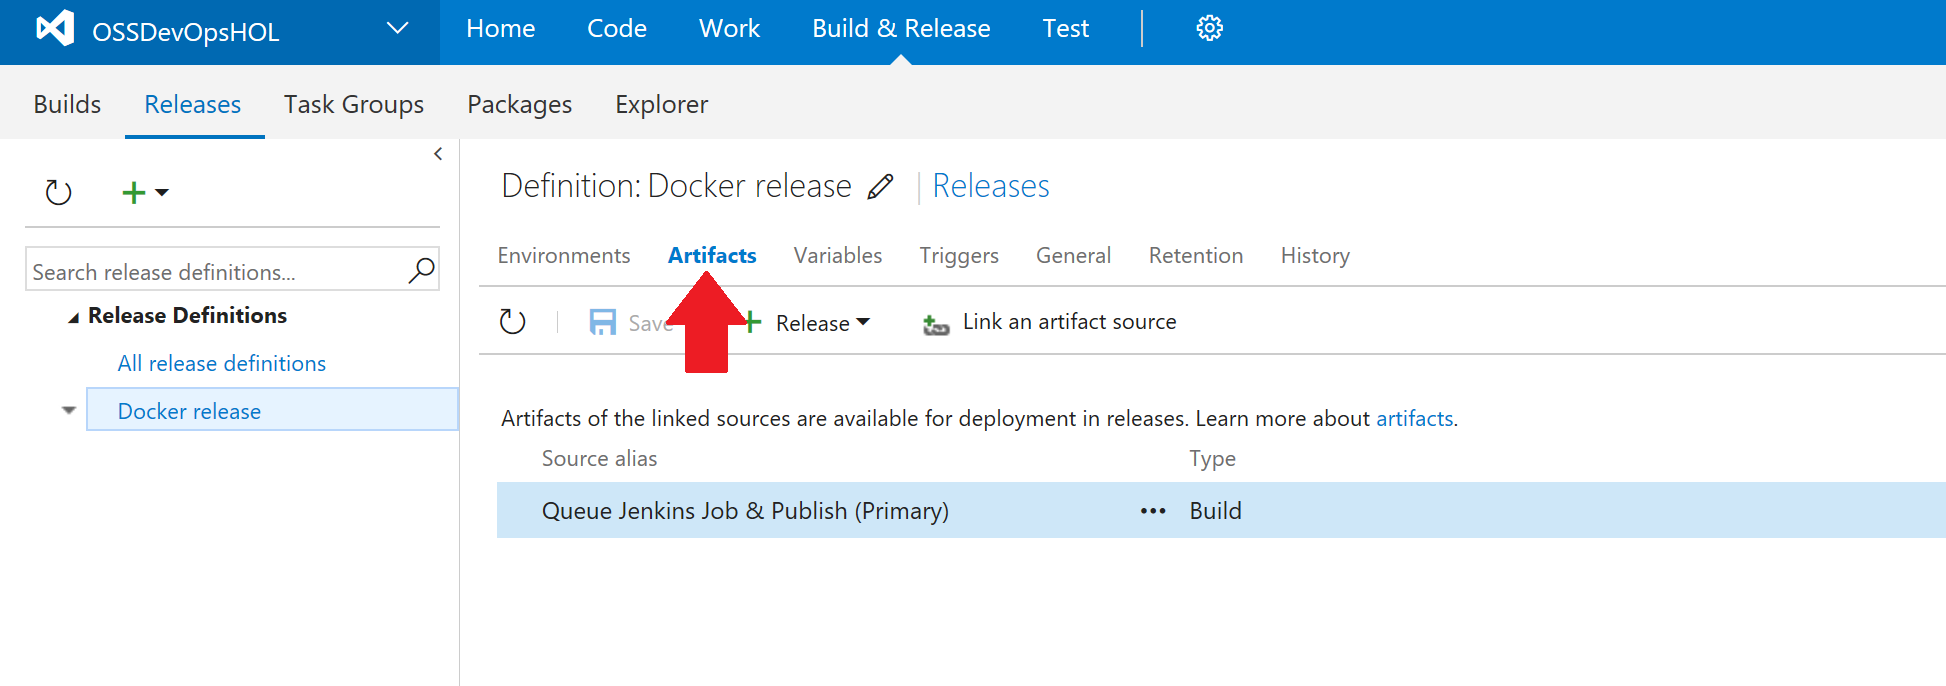 OSSDevOpsHOL Home Code Work Build & Release Test
Builds Releases Task Groups Packages Explorer
Definition: Docker release | Releases
Search release definitions...
Environments Artifacts Variables Triggers General Retention History
Release Definitions
Save Release Link an artifact source
All release definitions
Docker release
Artifacts of the linked sources are available for deployment in releases. Learn more about artifacts.
Source alias Type
Queue Jenkins Job & Publish (Primary) ••• Build